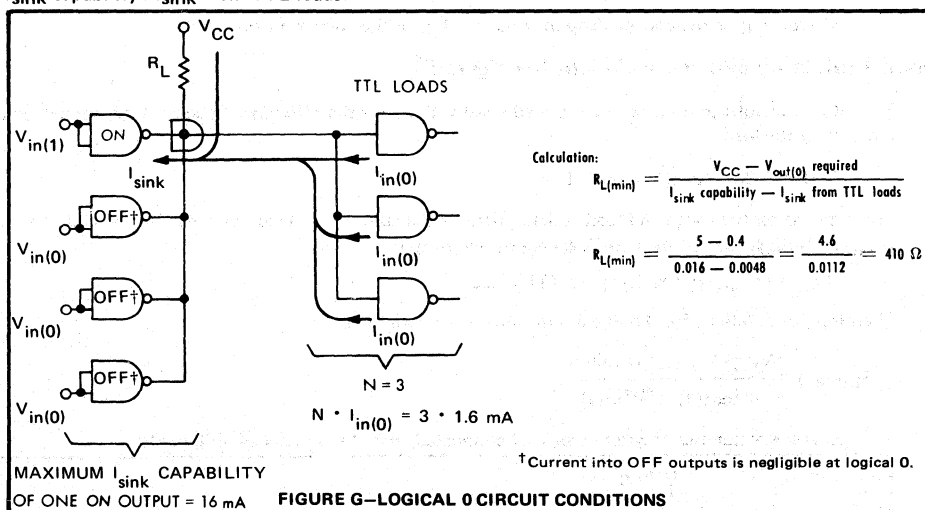 V_CC
R_L
TTL LOADS
V_in(1)
ON
I_sink
I_in(0)
OFF†
V_in(0)
I_in(0)
OFF†
V_in(0)
I_in(0)
OFF†
V_in(0)
N = 3
N • I_in(0) = 3 • 1.6 mA
Calculation:
R_L(min) = V_CC – V_out(0) required / I_sink capability – I_sink from TTL loads
R_L(min) = 5 – 0.4 / 0.016 – 0.0048 = 4.6 / 0.0112 = 410 Ω
MAXIMUM I_sink CAPABILITY
OF ONE ON OUTPUT = 16 mA
†Current into OFF outputs is negligible at logical 0.
FIGURE G–LOGICAL 0 CIRCUIT CONDITIONS